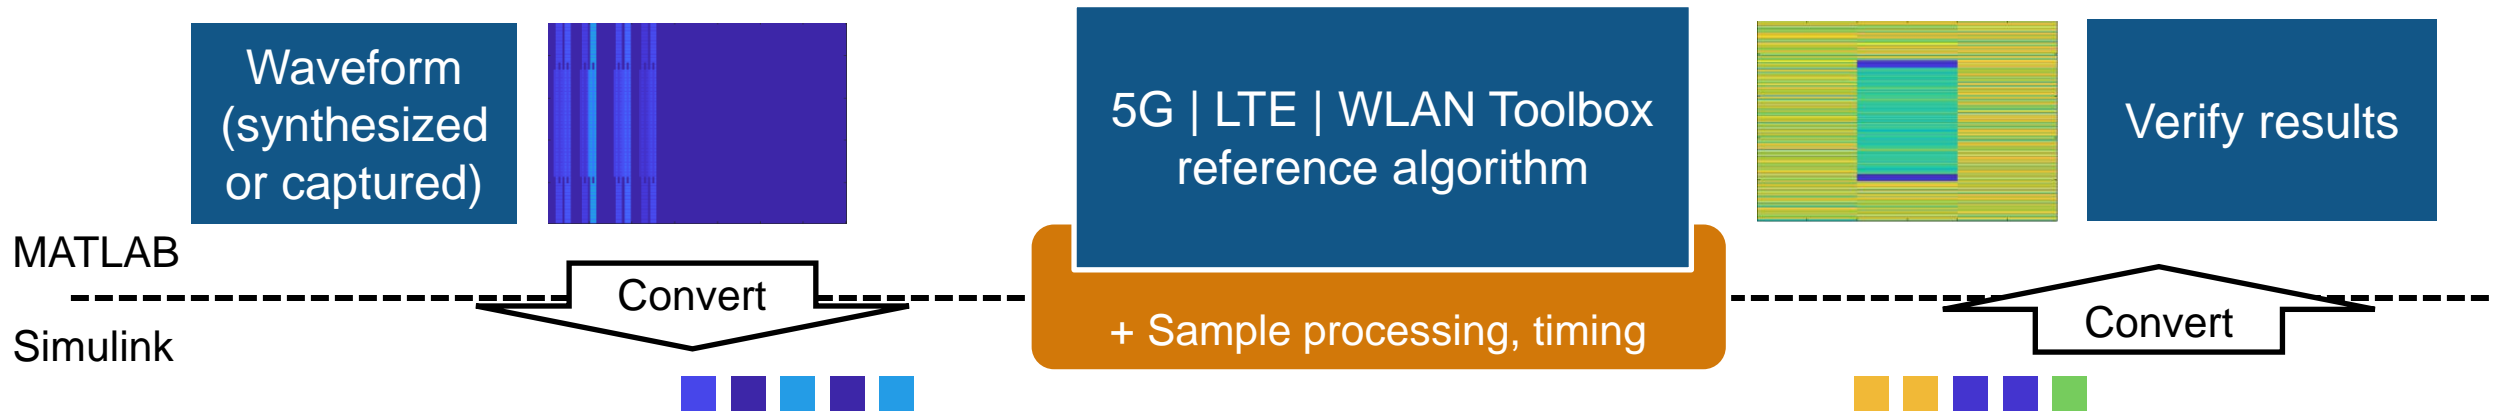 Waveform
(synthesized
or captured)
5G | LTE | WLAN Toolbox
reference algorithm
Verify results
MATLAB
Convert
+ Sample processing, timing
Convert
Simulink